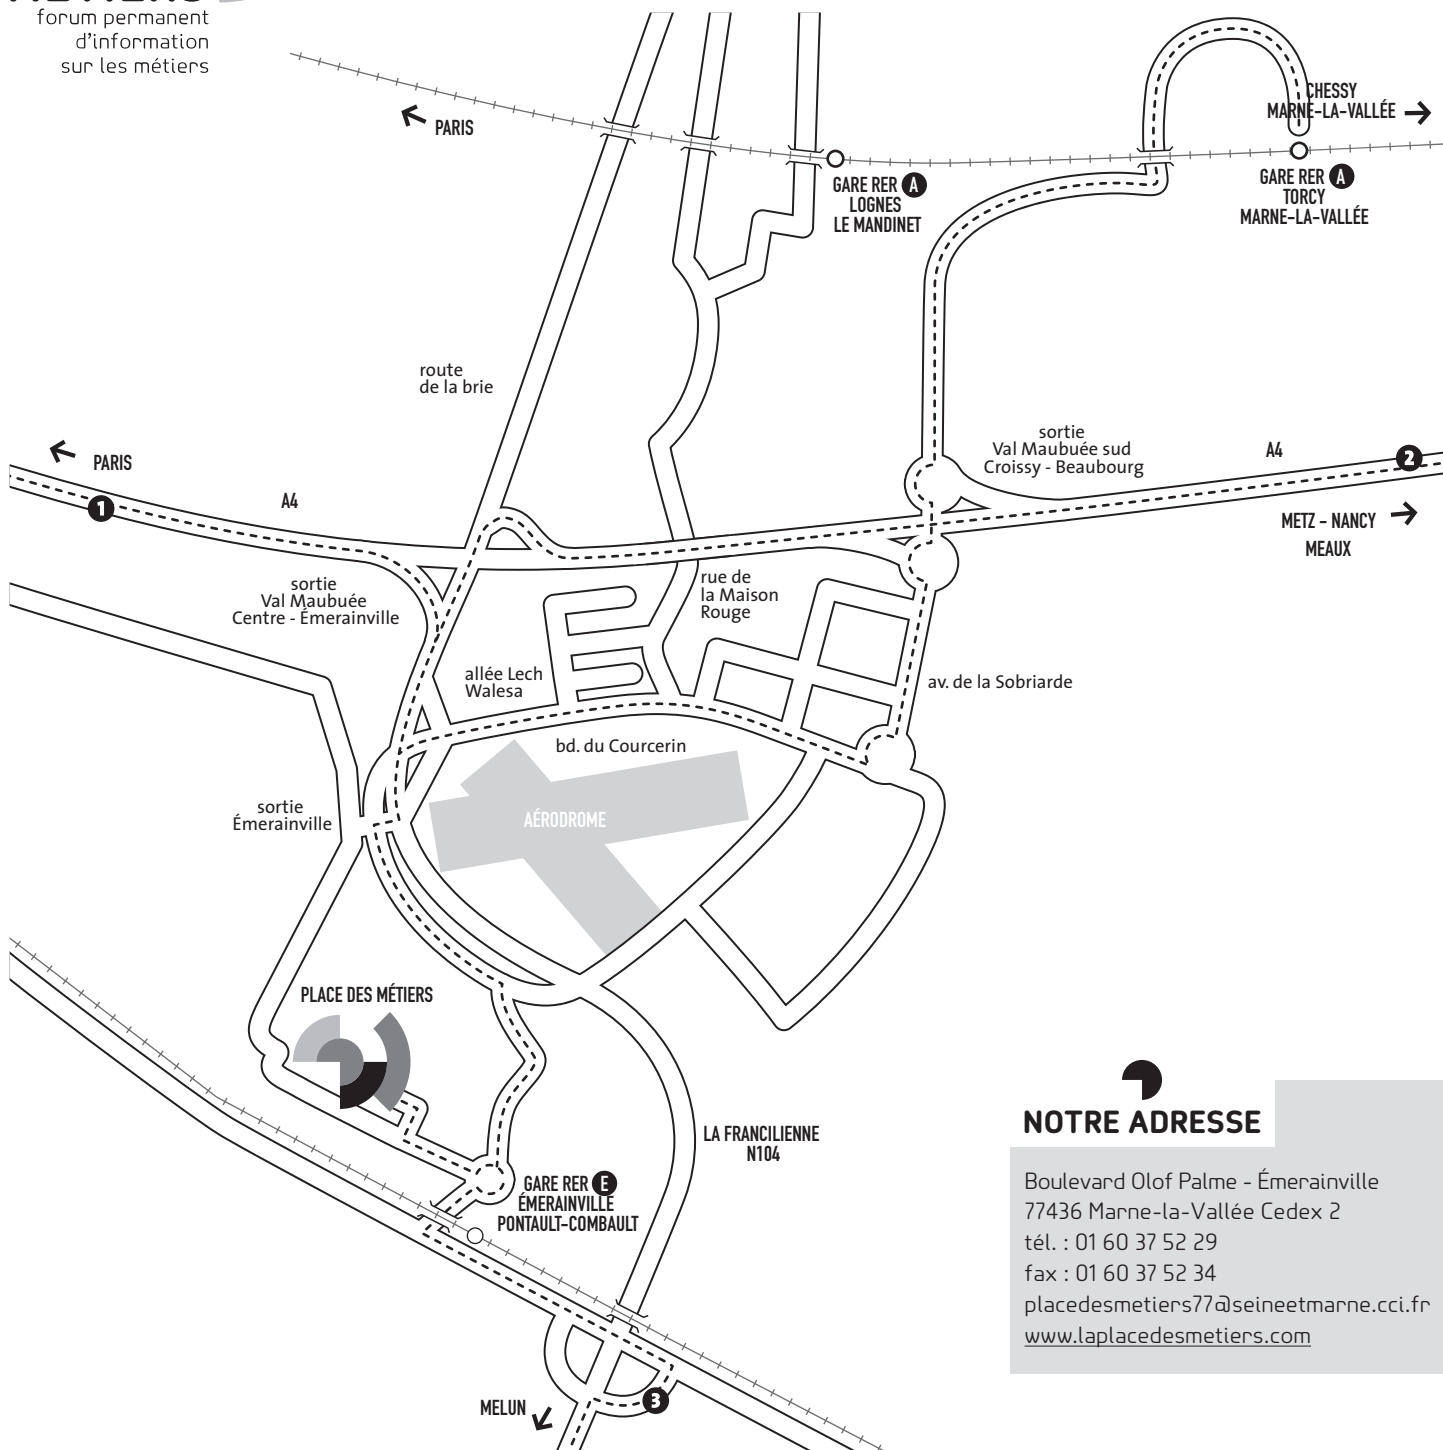 forum permanent
d'information
sur les métiers
PARIS
CHESSY
MARNE-LA-VALLÉE
GARE RER A
LOGNES
LE MANDINET
GARE RER A
TORCY
MARNE-LA-VALLÉE
route
de la brie
sortie
Val Maubuée sud
Croissy - Beaubourg
A4
2
PARIS
1
A4
METZ - NANCY
MEAUX
sortie
Val Maubuée
Centre - Émerainville
rue de
la Maison
Rouge
allée Lech
Walesa
av. de la Sobriarde
bd. du Courcerin
sortie
Émerainville
AÉRODROME
PLACE DES MÉTIERS
LA FRANCILIENNE
N104
GARE RER E
ÉMERAINVILLE
PONTAULT-COMBAULT
3
MELUN
NOTRE ADRESSE
Boulevard Olof Palme - Émerainville
77436 Marne-la-Vallée Cedex 2
tél. : 01 60 37 52 29
fax : 01 60 37 52 34
placedesmetiers77@seineetmarne.cci.fr
www.laplacedesmetiers.com